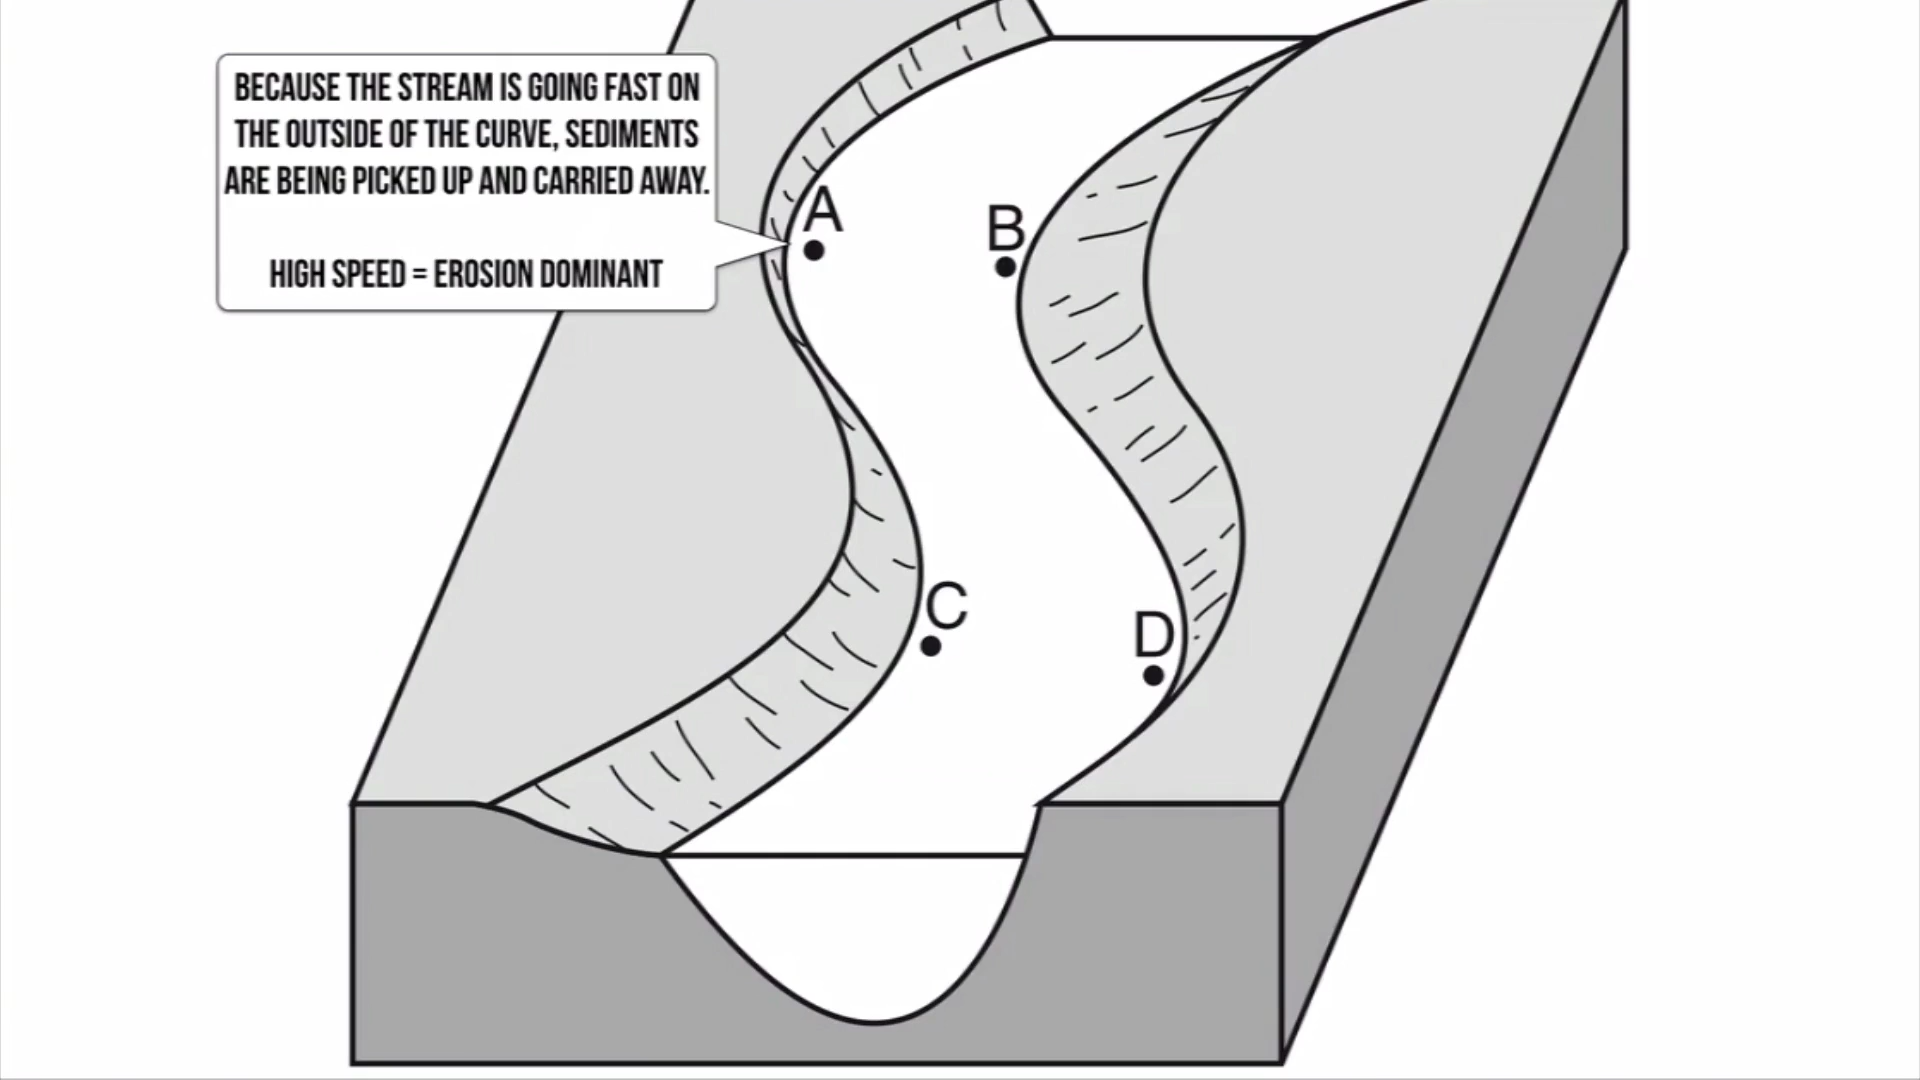 BECAUSE THE STREAM IS GOING FAST ON
THE OUTSIDE OF THE CURVE, SEDIMENTS
ARE BEING PICKED UP AND CARRIED AWAY.
HIGH SPEED = EROSION DOMINANT
A
B
C
D